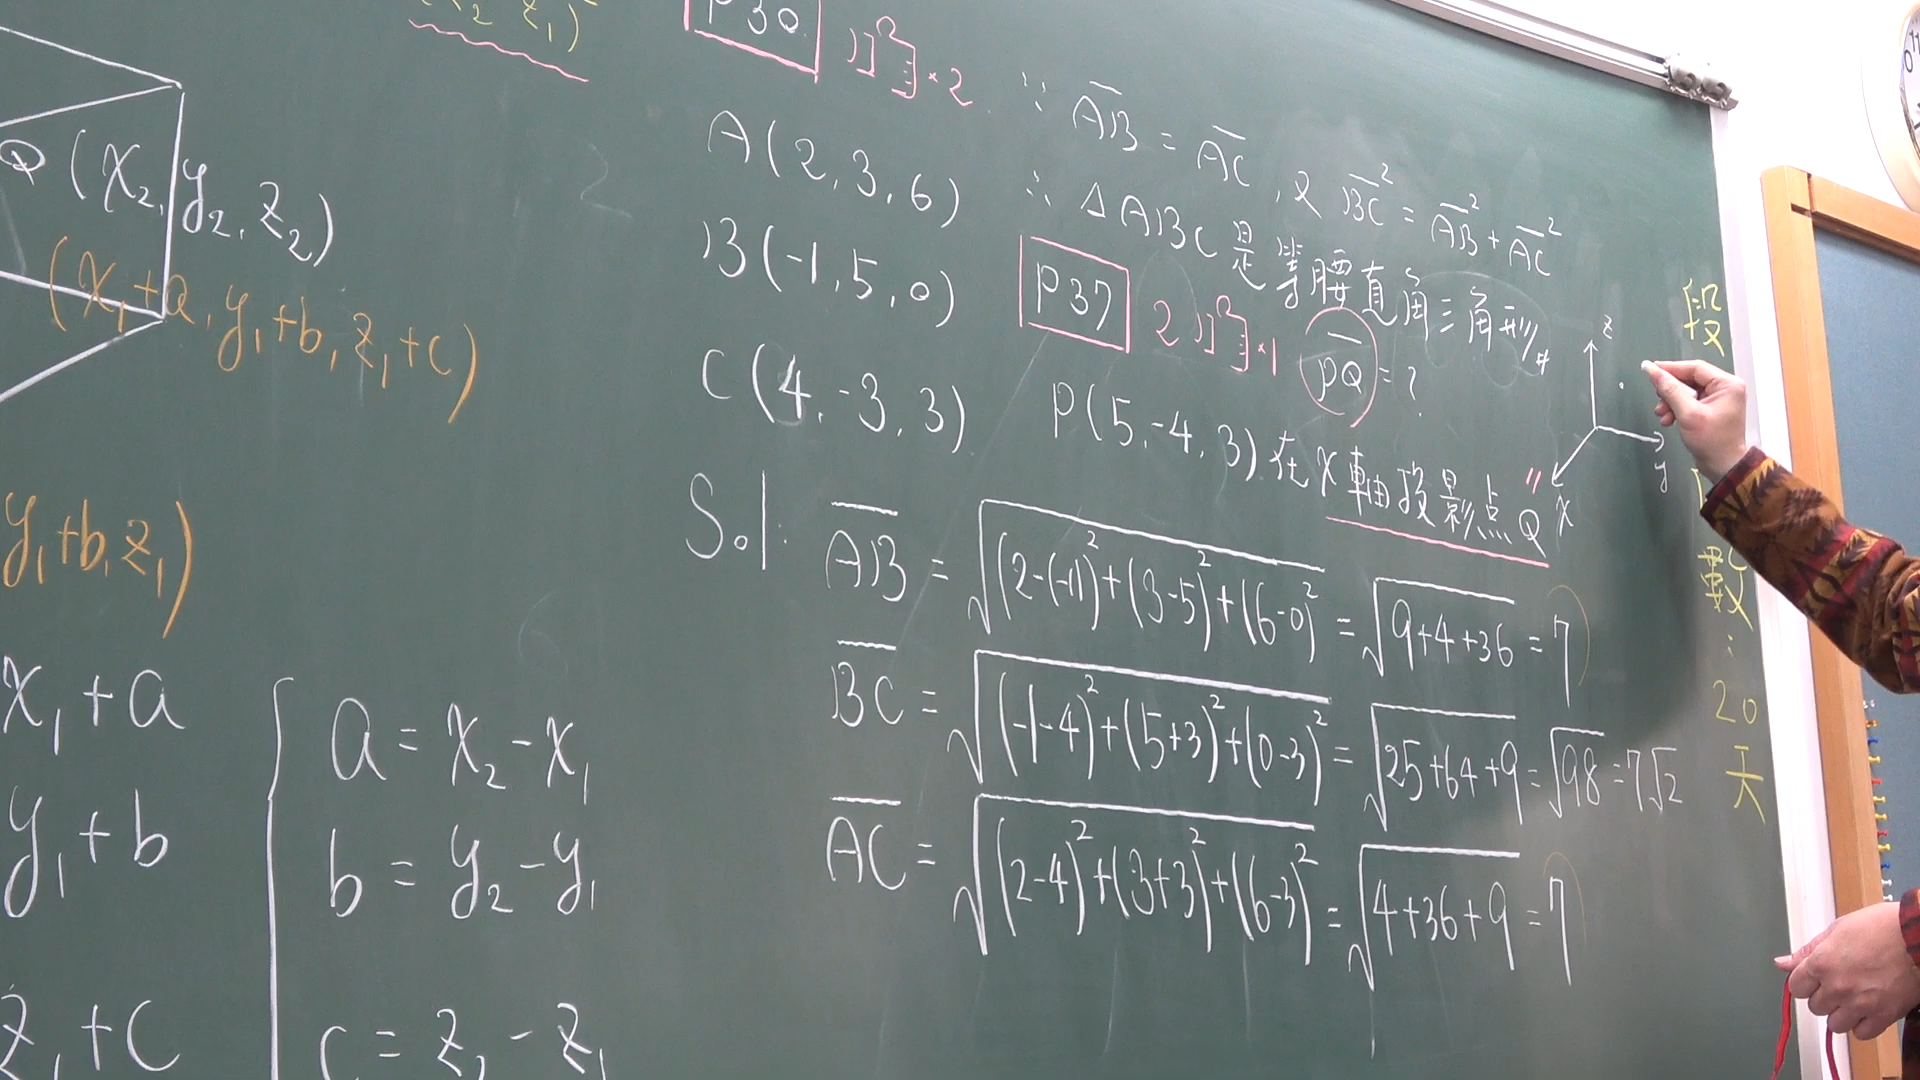 z₁)
Q (x₂, y₂, z₂)
(x₁+a, y₁+b, z₁+c)
y₁+b, z₁)
x₁+a
y₁+b
z₁+c
a = x₂-x₁
b = y₂-y₁
c = z₂-z₁
P30 ×2
A(2, 3, 6)
B(-1, 5, 0)
C(4, -3, 3)
Sol:
AB = √((2-(-1))²+(3-5)²+(6-0)²) = √(9+4+36) = 7
BC = √((-1-4)²+(5+3)²+(0-3)²) = √(25+64+9) = √98 = 7√2
AC = √((2-4)²+(3+3)²+(6-3)²) = √(4+36+9) = 7
∵ AB = AC, 又 BC² = AB² + AC²
∴ △ABC是等腰直角三角形#
P37 2 ×1 PQ = ?
P(5, -4, 3) 在 x 軸投影点 Q
z
y
x
段
數:
20
天